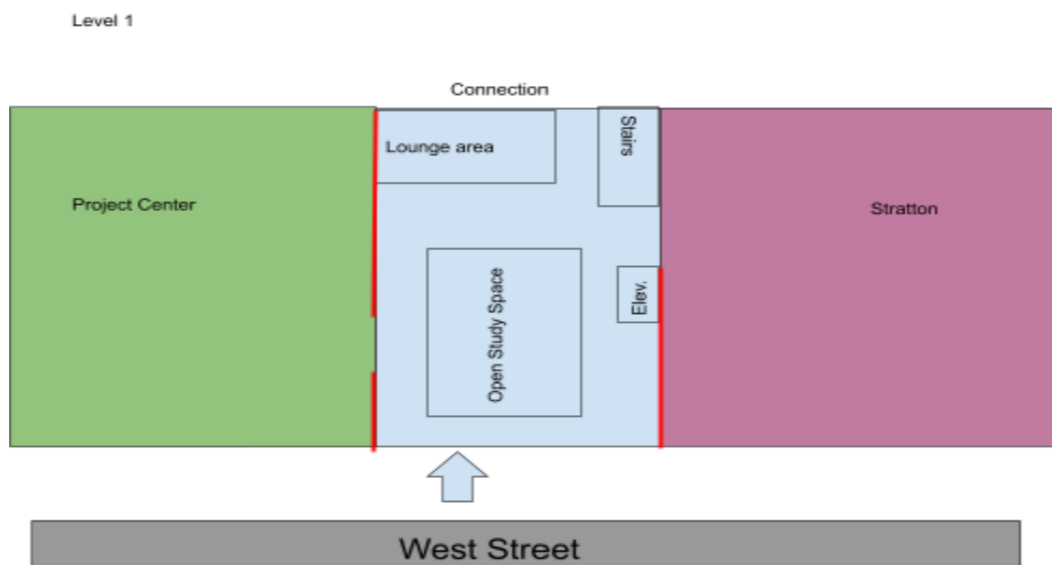 Level 1
Connection
Lounge area
Stairs
Project Center
Stratton
Open Study Space
Elev.
West Street